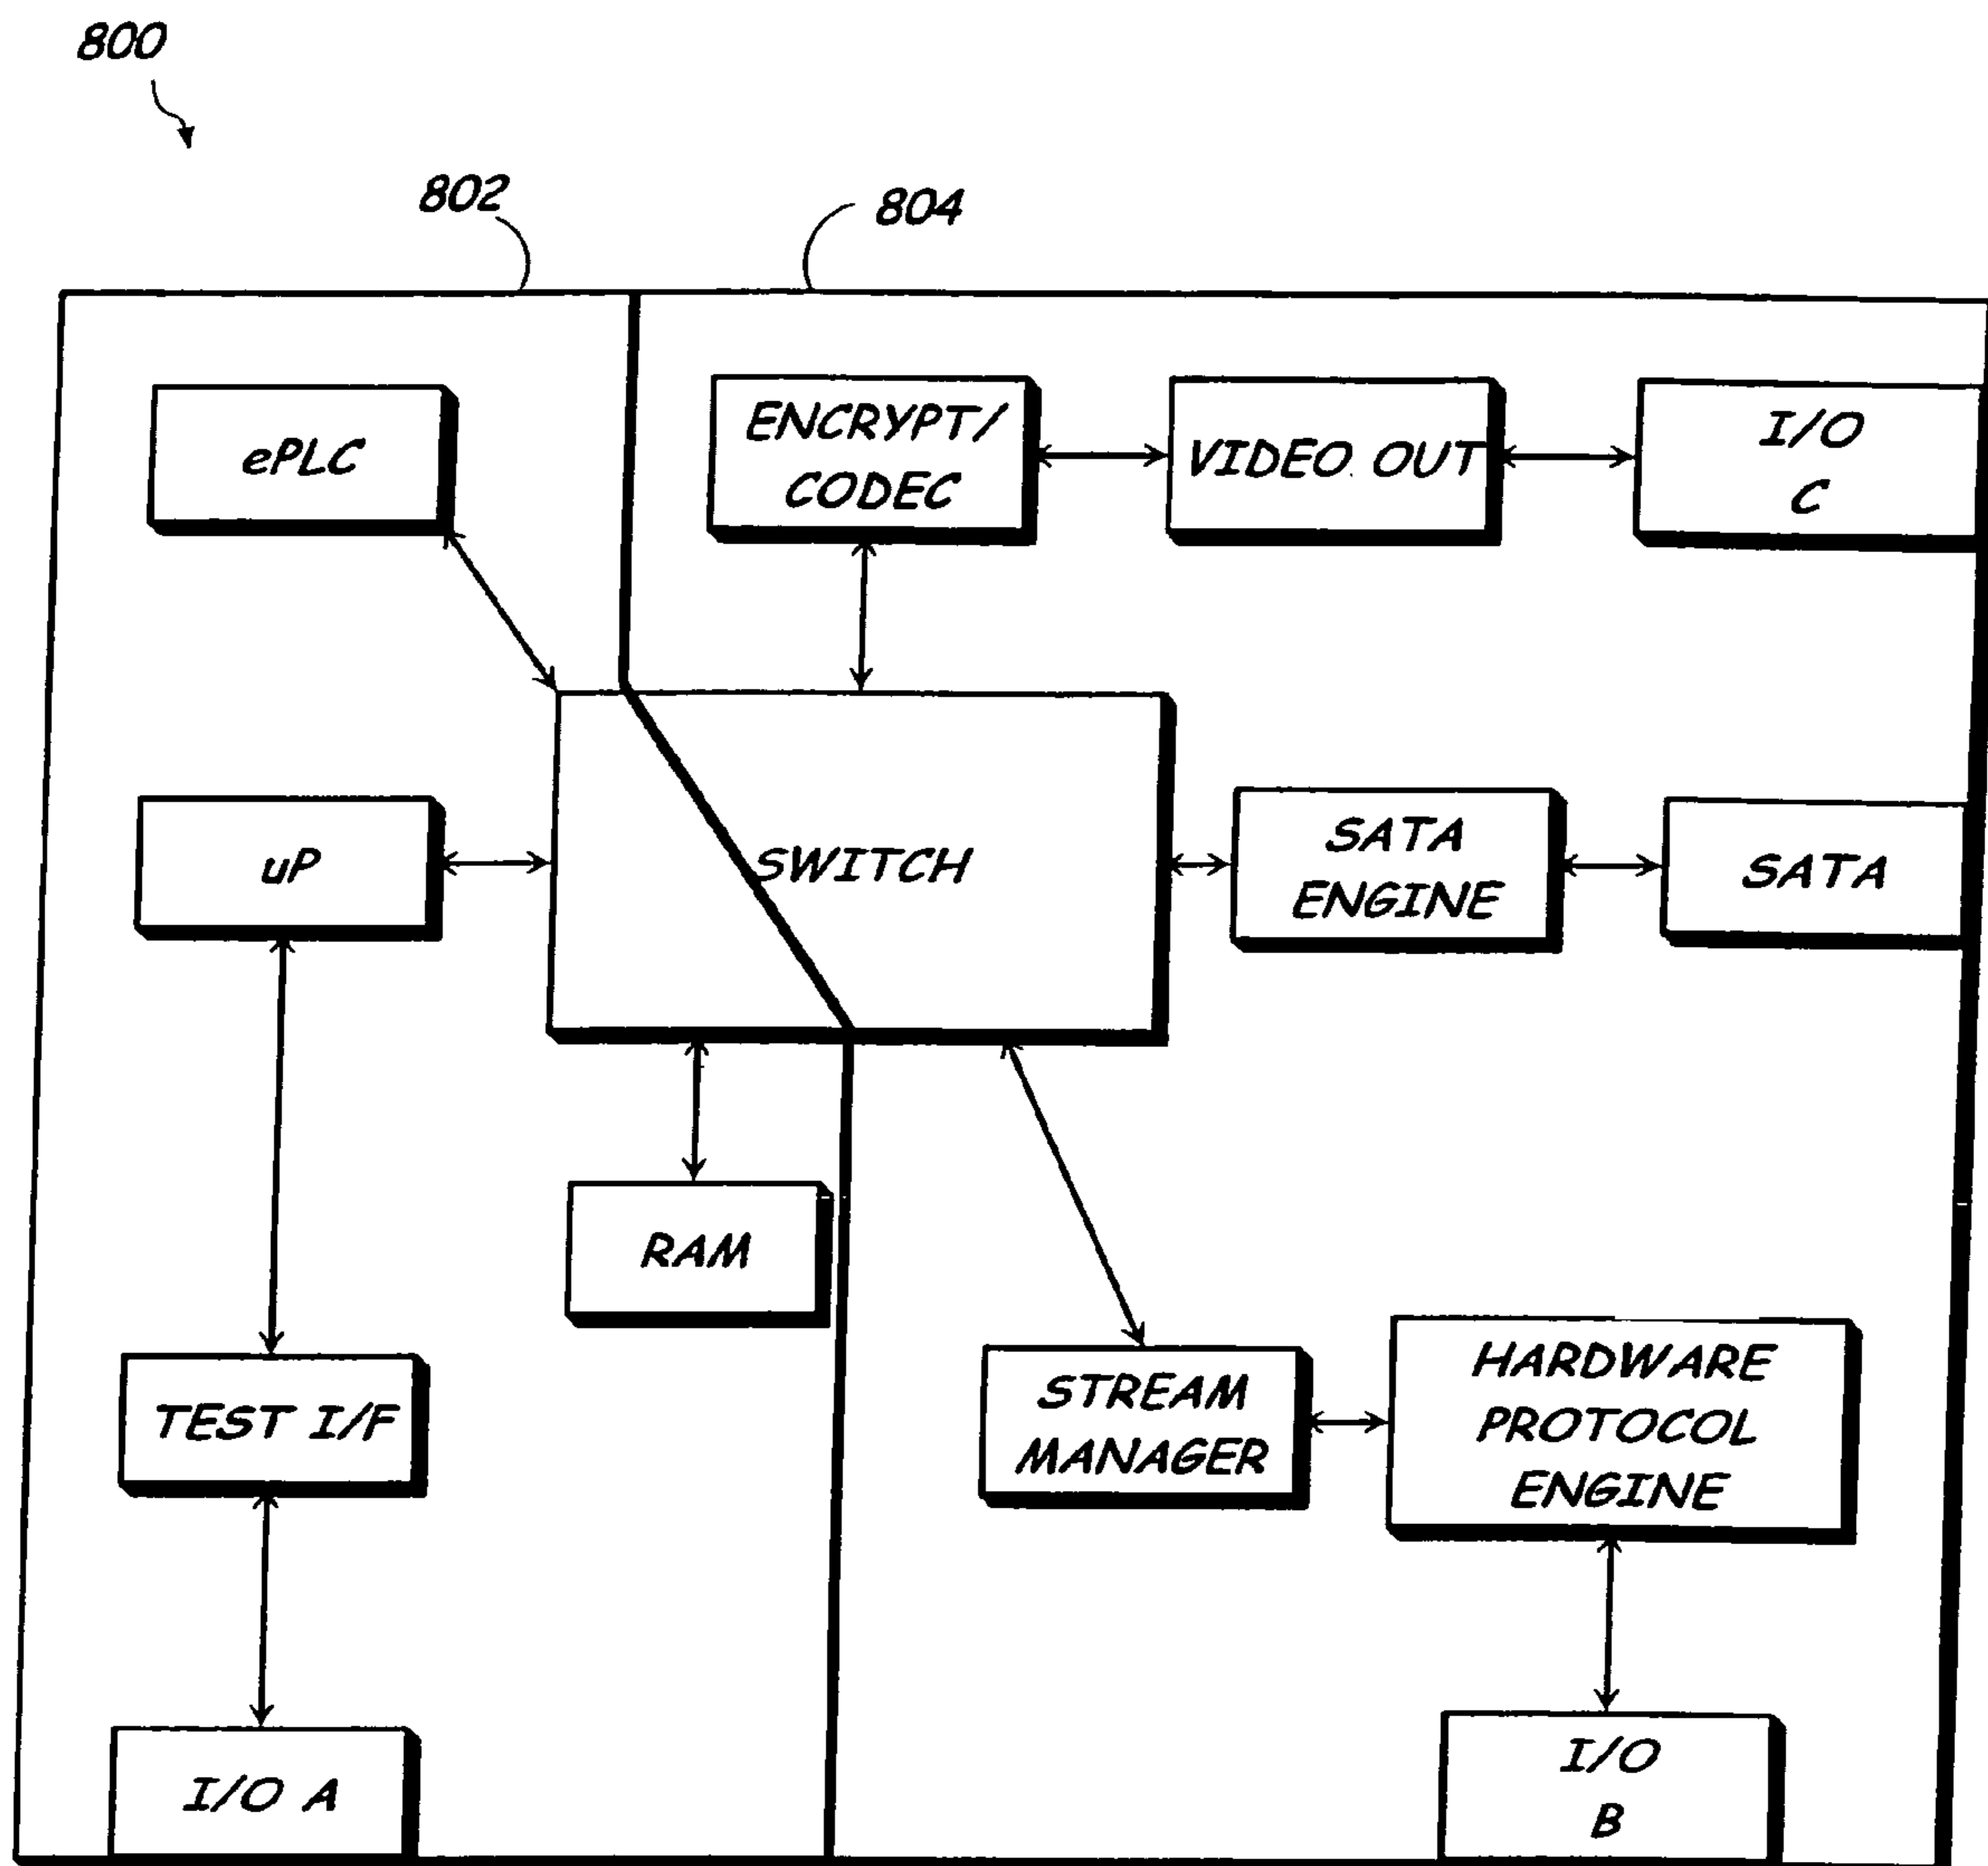 800
802
804
ePLC
ENCRYPT/
CODEC
VIDEO OUT
I/O
C
uP
SWITCH
SATA
ENGINE
SATA
RAM
TEST I/F
STREAM
MANAGER
HARDWARE
PROTOCOL
ENGINE
I/O A
I/O
B